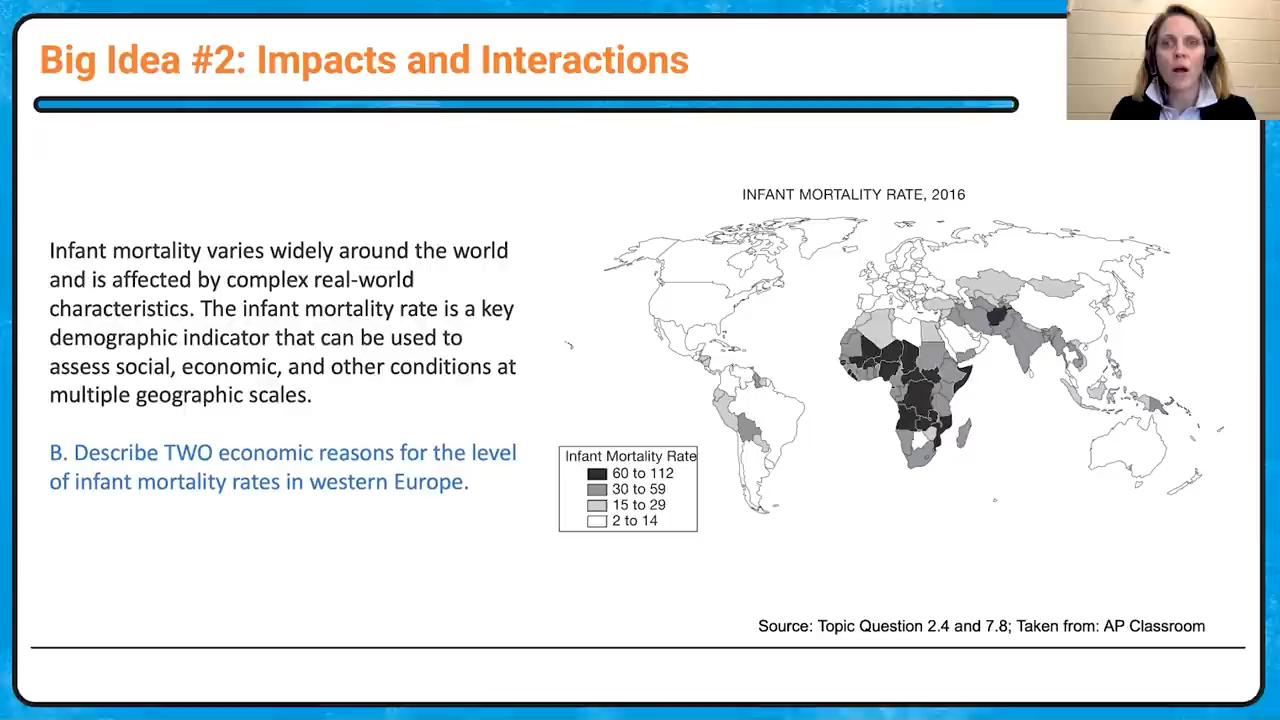 Big Idea #2: Impacts and Interactions
Infant mortality varies widely around the world
and is affected by complex real-world
characteristics. The infant mortality rate is a key
demographic indicator that can be used to
assess social, economic, and other conditions at
multiple geographic scales.
B. Describe TWO economic reasons for the level
of infant mortality rates in western Europe.
INFANT MORTALITY RATE, 2016
Infant Mortality Rate
60 to 112
30 to 59
15 to 29
2 to 14
Source: Topic Question 2.4 and 7.8; Taken from: AP Classroom